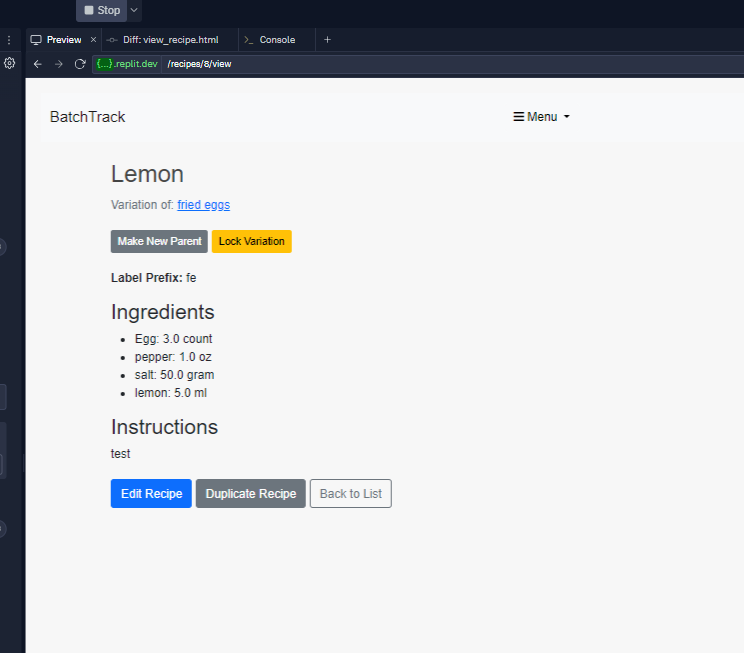 Stop
Preview × Diff: view_recipe.html >_ Console +
{...}.replit.dev /recipes/8/view
BatchTrack Menu
Lemon
Variation of: fried eggs
Make New Parent Lock Variation
Label Prefix: fe
Ingredients
• Egg: 3.0 count
• pepper: 1.0 oz
• salt: 50.0 gram
• lemon: 5.0 ml
Instructions
test
Edit Recipe Duplicate Recipe Back to List